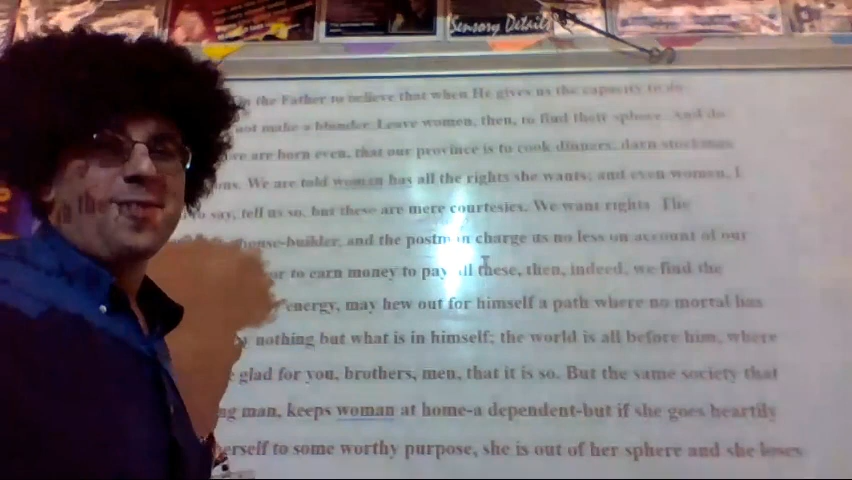 Sensory Details
in the Father to believe that when He gives us the capacity to do
not make a blunder. Leave women, then, to find their sphere. And do
are born even, that our province is to cook dinners, darn stockings
We are told woman has all the rights she wants; and even women, I
say, tell us so, but these are mere courtesies. We want rights. The
house-builder, and the postman charge us no less on account of our
to earn money to pay all these, then, indeed, we find the
energy, may hew out for himself a path where no mortal has
nothing but what is in himself; the world is all before him, where
glad for you, brothers, men, that it is so. But the same society that
ng man, keeps woman at home-a dependent-but if she goes heartily
erself to some worthy purpose, she is out of her sphere and she loses